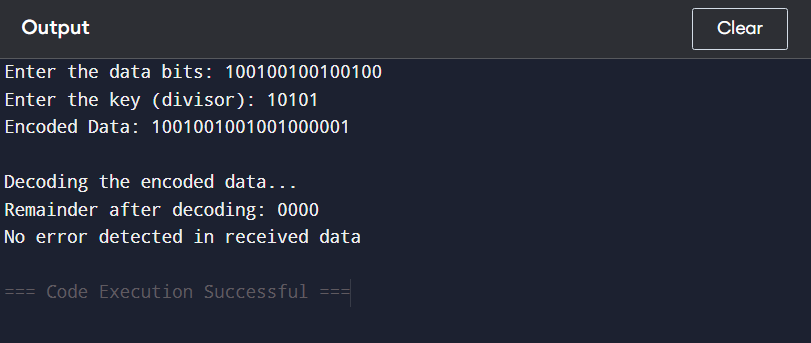 Output
Clear
Enter the data bits: 100100100100100
Enter the key (divisor): 10101
Encoded Data: 1001001001001000001
Decoding the encoded data...
Remainder after decoding: 0000
No error detected in received data
=== Code Execution Successful ===